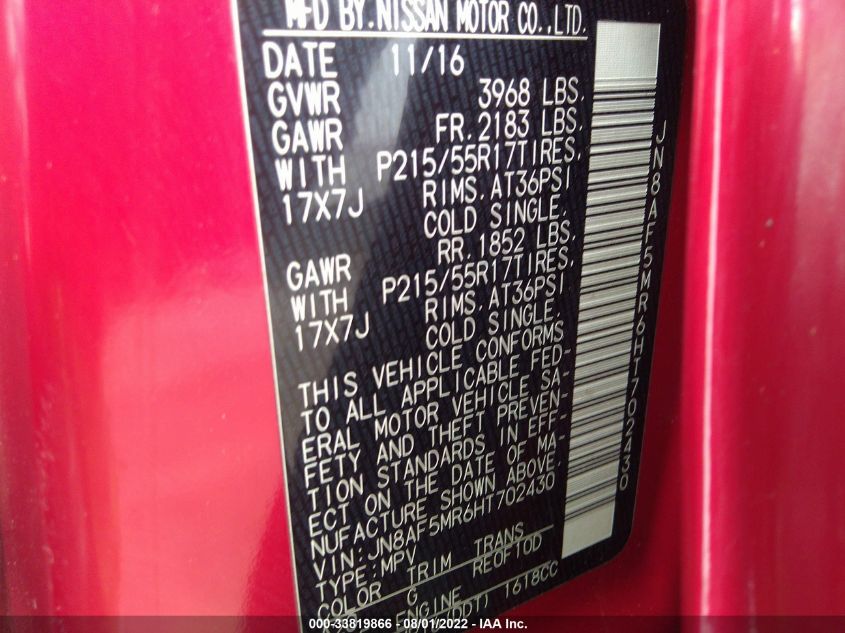 MFD BY.NISSAN MOTOR CO.,LTD.
DATE 11/16
GVWR 3968 LBS.
GAWR FR.2183 LBS.
WITH P215/55R17TIRES,
17X7J RIMS,AT36PSI
COLD SINGLE.
GAWR RR.1852 LBS.
WITH P215/55R17TIRES,
17X7J RIMS,AT36PSI
COLD SINGLE.
THIS VEHICLE CONFORMS
TO ALL APPLICABLE FED-
ERAL MOTOR VEHICLE SA-
FETY AND THEFT PREVEN-
TION STANDARDS IN EFF-
ECT ON THE DATE OF MA-
NUFACTURE SHOWN ABOVE.
VIN:JN8AF5MR6HT702430
TYPE:MPV
COLOR TRIM TRANS
G RE0F10D
ENGINE
1618CC
JN8AF5MR6HT702430
000-33819866 - 08/01/2022 - IAA Inc.